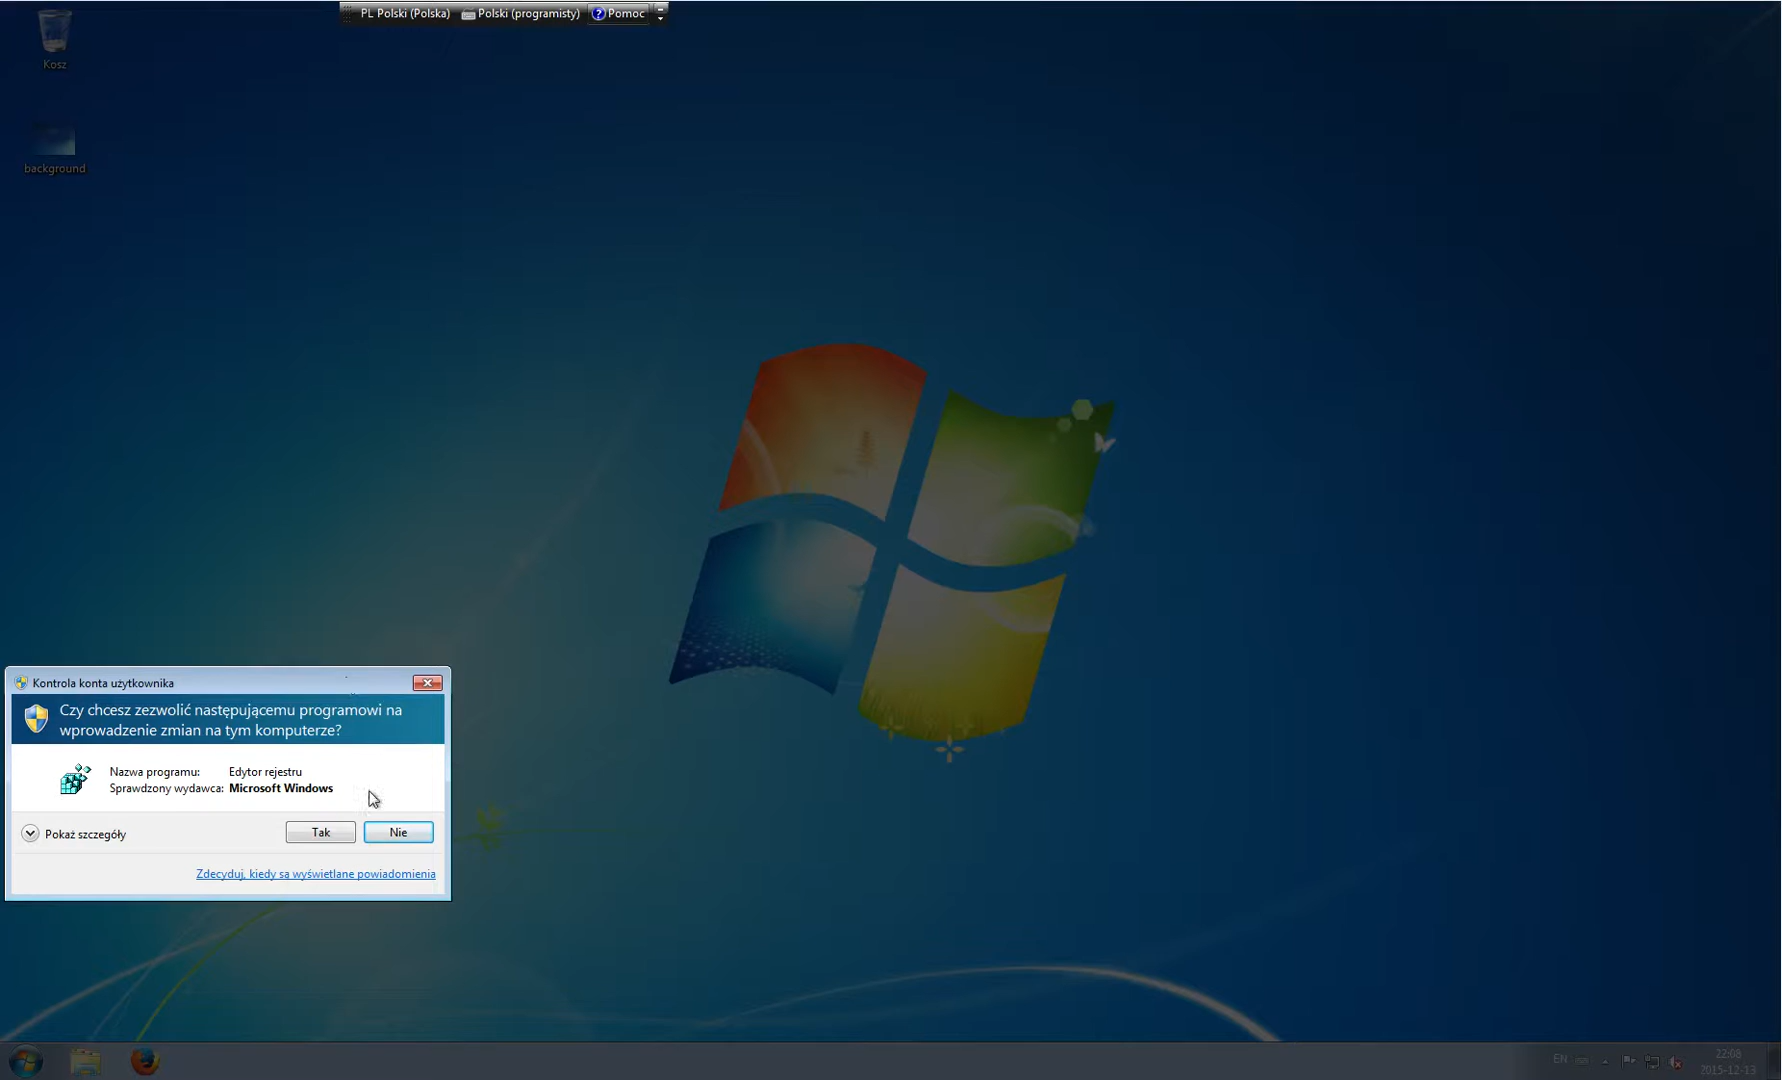 PL Polski (Polska) Polski (programisty) Pomoc
Kosz
background
Kontrola konta użytkownika
Czy chcesz zezwolić następującemu programowi na
wprowadzenie zmian na tym komputerze?
Nazwa programu: Edytor rejestru
Sprawdzony wydawca: Microsoft Windows
Pokaż szczegóły
Tak
Nie
Zdecyduj, kiedy są wyświetlane powiadomienia
EN
22:08
2015-12-13